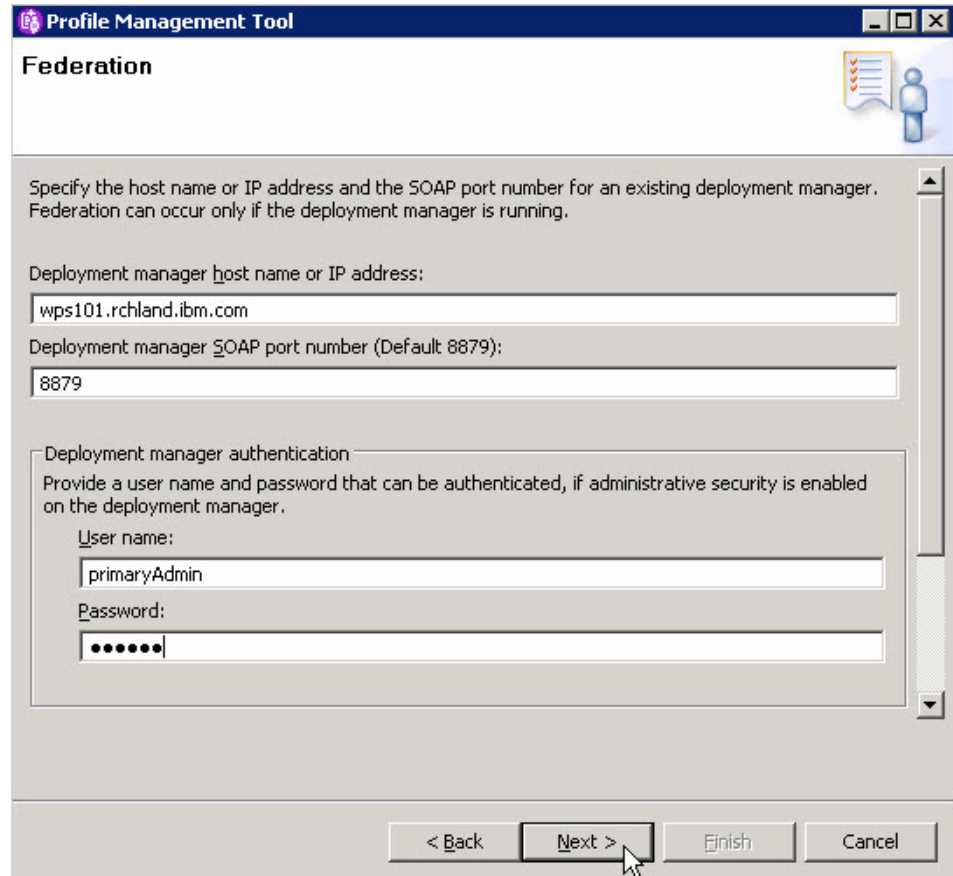 Profile Management Tool
Federation
Specify the host name or IP address and the SOAP port number for an existing deployment manager.
Federation can occur only if the deployment manager is running.
Deployment manager host name or IP address:
wps101.rchland.ibm.com
Deployment manager SOAP port number (Default 8879):
8879
Deployment manager authentication
Provide a user name and password that can be authenticated, if administrative security is enabled
on the deployment manager.
User name:
primaryAdmin
Password:
●●●●●●
< Back Next > Finish Cancel